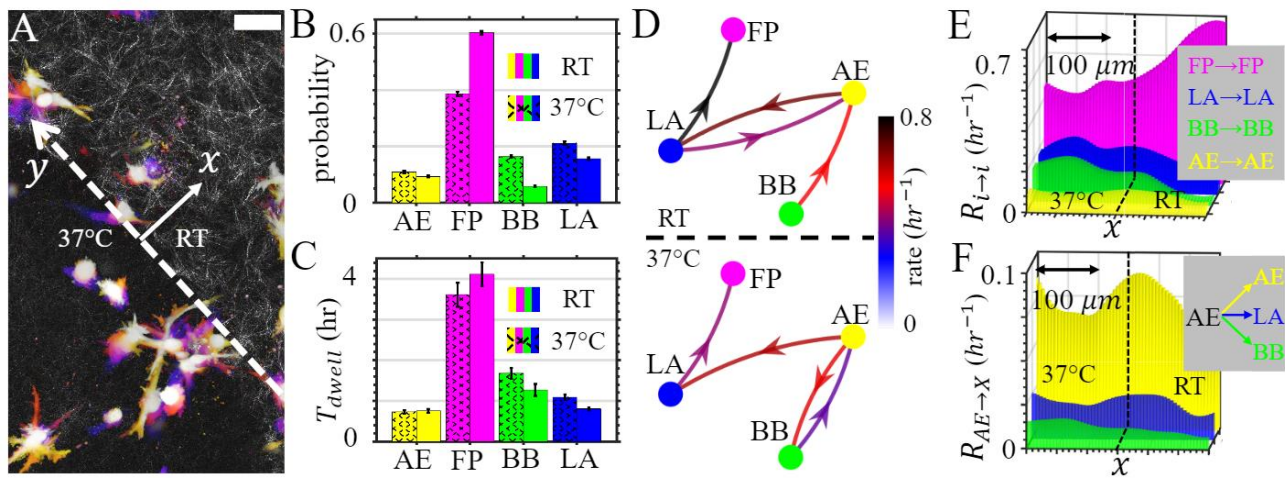 A
y
x
37°C
RT
B
probability
0.6
0
RT
37°C
AE FP BB LA
C
T_dwell (hr)
4
0
RT
37°C
AE FP BB LA
D
FP
AE
LA
BB
RT
37°C
FP
AE
LA
BB
0.8
rate (hr⁻¹)
0
E
R_{i→i} (hr⁻¹)
0.7
0
100 μm
37°C
RT
x
FP→FP
LA→LA
BB→BB
AE→AE
F
R_{AE→X} (hr⁻¹)
0.1
0
100 μm
37°C
RT
x
AE
AE
LA
BB